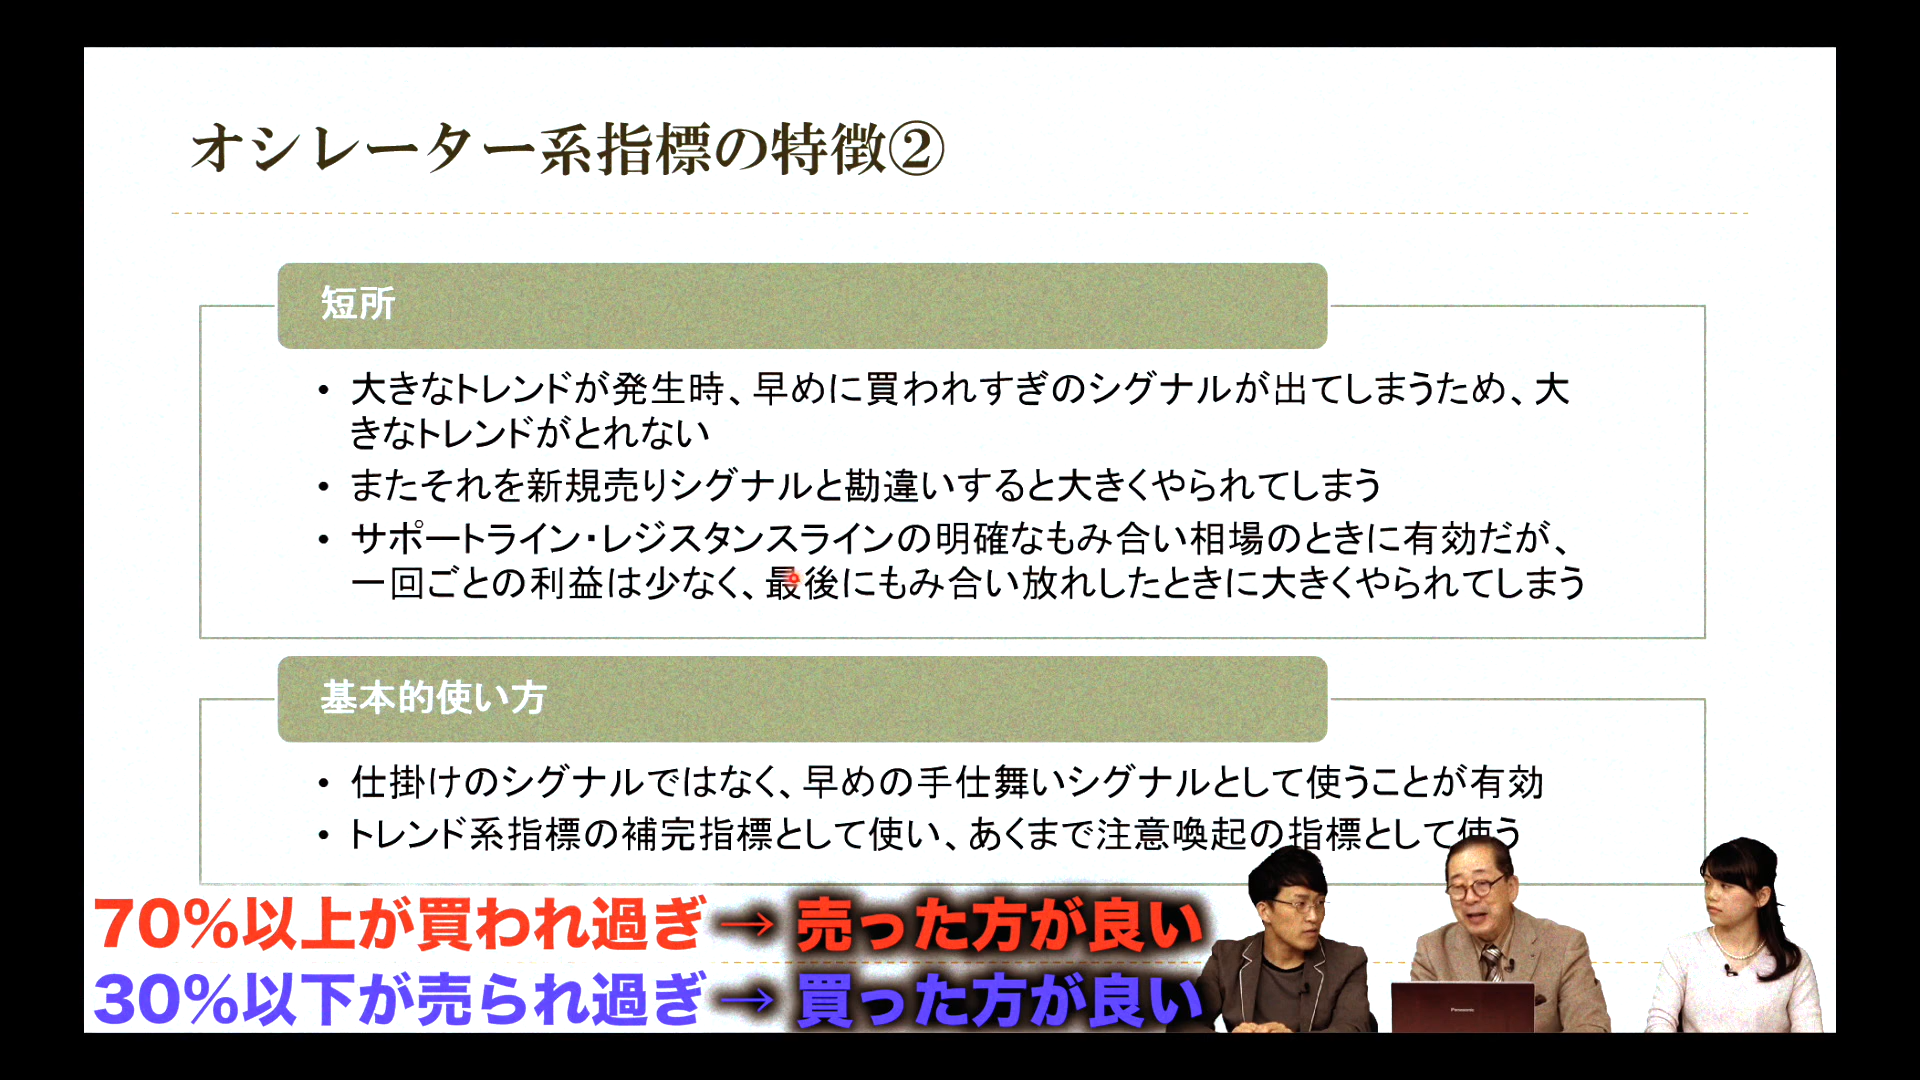 オシレーター系指標の特徴②
短所
• 大きなトレンドが発生時、早めに買われすぎのシグナルが出てしまうため、大
きなトレンドがとれない
• またそれを新規売りシグナルと勘違いすると大きくやられてしまう
• サポートライン・レジスタンスラインの明確なもみ合い相場のときに有効だが、
一回ごとの利益は少なく、最後にもみ合い放れしたときに大きくやられてしまう
基本的使い方
• 仕掛けのシグナルではなく、早めの手仕舞いシグナルとして使うことが有効
• トレンド系指標の補完指標として使い、あくまで注意喚起の指標として使う
70%以上が買われ過ぎ→ 売った方が良い
30%以下が売られ過ぎ→ 買った方が良い
Panasonic